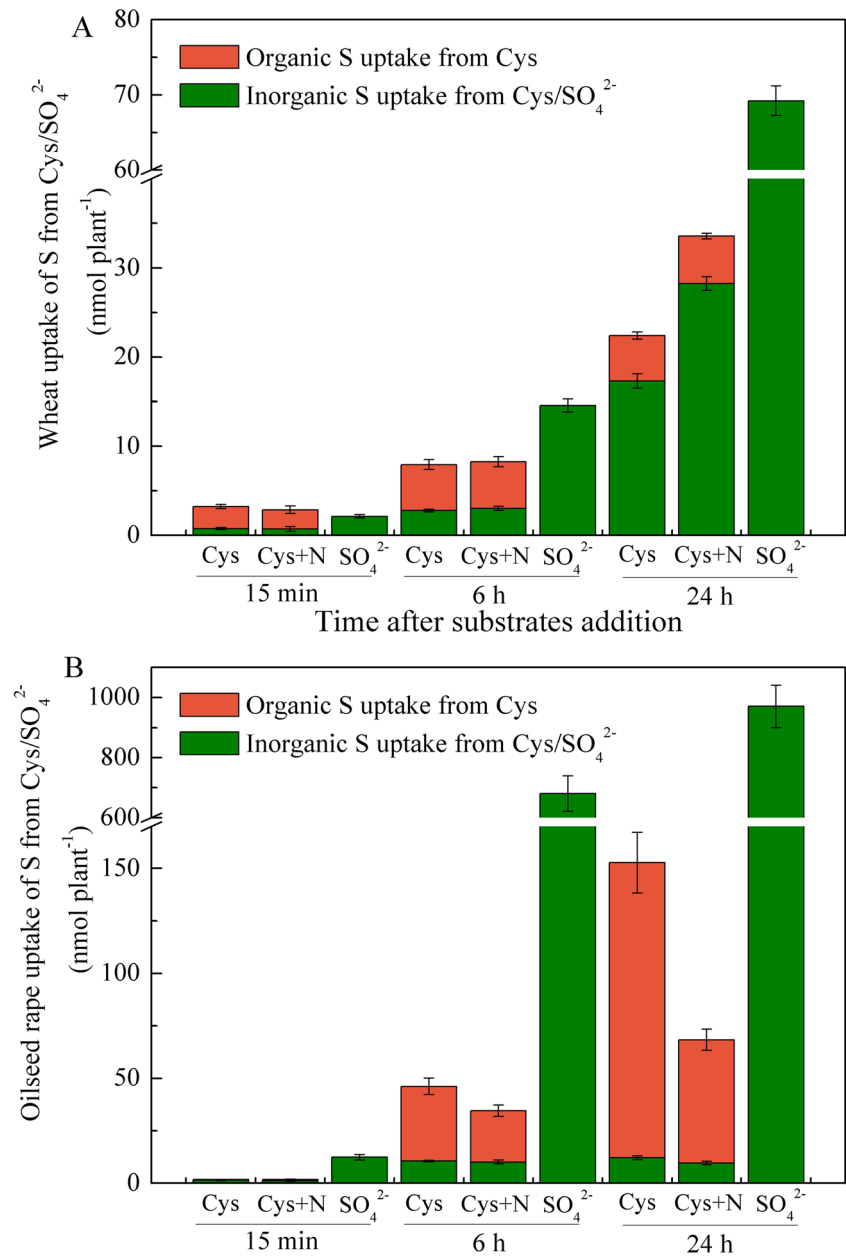 A
80
70
60
30
20
10
0
Wheat uptake of S from Cys/SO₄²⁻
(nmol plant⁻¹)
Organic S uptake from Cys
Inorganic S uptake from Cys/SO₄²⁻
Cys Cys+N SO₄²⁻ Cys Cys+N SO₄²⁻ Cys Cys+N SO₄²⁻
15 min 6 h 24 h
Time after substrates addition
B
1000
800
600
150
100
50
0
Oilseed rape uptake of S from Cys/SO₄²⁻
(nmol plant⁻¹)
Organic S uptake from Cys
Inorganic S uptake from Cys/SO₄²⁻
Cys Cys+N SO₄²⁻ Cys Cys+N SO₄²⁻ Cys Cys+N SO₄²⁻
15 min 6 h 24 h